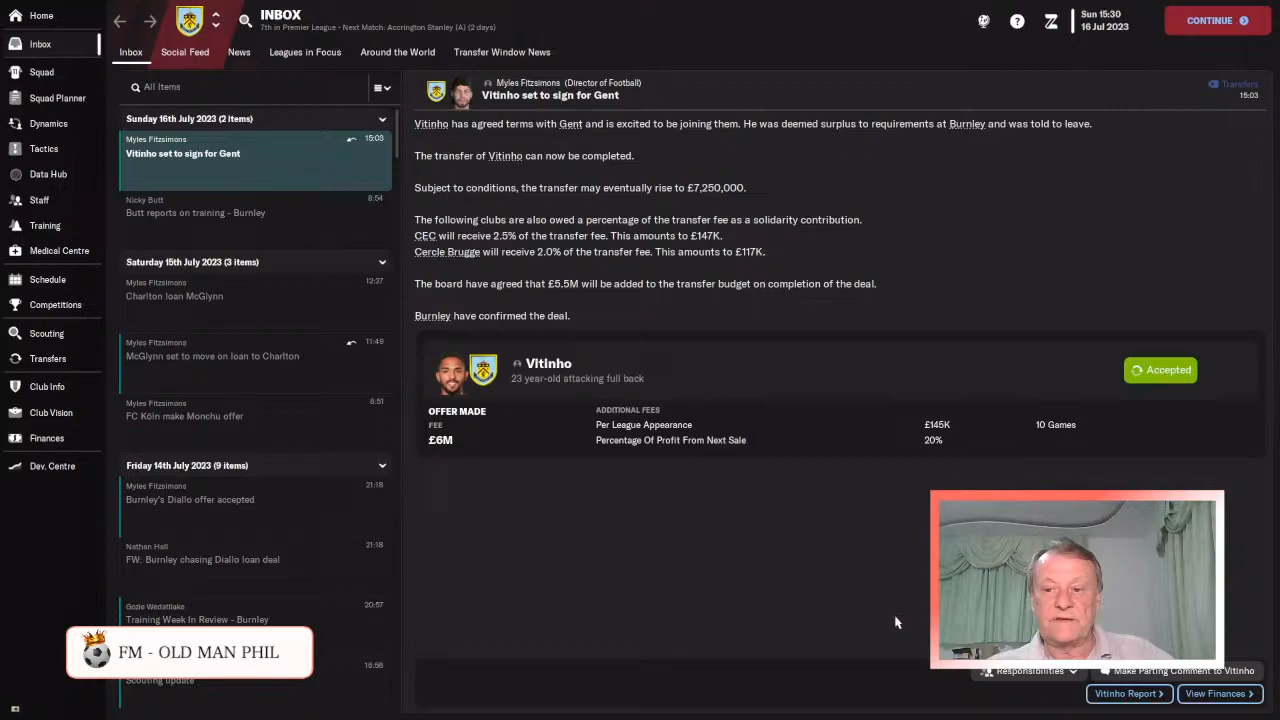 Home
Inbox
Squad
Squad Planner
Dynamics
Tactics
Data Hub
Staff
Training
Medical Centre
Schedule
Competitions
Scouting
Transfers
Club Info
Club Vision
Finances
Dev. Centre
INBOX
7th in Premier League - Next Match: Accrington Stanley (A) (2 days)
Sun 15:30
16 Jul 2023
CONTINUE
Inbox
Social Feed
News
Leagues in Focus
Around the World
Transfer Window News
All Items
Sunday 16th July 2023 (2 items)
Myles Fitzsimons 15:03
Vitinho set to sign for Gent
Nicky Butt 8:54
Butt reports on training - Burnley
Saturday 15th July 2023 (3 items)
Myles Fitzsimons 12:27
Charlton loan McGlynn
Myles Fitzsimons 11:49
McGlynn set to move on loan to Charlton
Myles Fitzsimons 8:51
FC Köln make Monchu offer
Friday 14th July 2023 (9 items)
Myles Fitzsimons 21:18
Burnley's Diallo offer accepted
Nathan Hall 21:18
FW: Burnley chasing Diallo loan deal
Gozie Wedatilake 20:57
Training Week In Review - Burnley
16:58
Scouting update
FM - OLD MAN PHIL
Myles Fitzsimons (Director of Football)
Vitinho set to sign for Gent
Transfers
15:03
Vitinho has agreed terms with Gent and is excited to be joining them. He was deemed surplus to requirements at Burnley and was told to leave.
The transfer of Vitinho can now be completed.
Subject to conditions, the transfer may eventually rise to £7,250,000.
The following clubs are also owed a percentage of the transfer fee as a solidarity contribution.
CEC will receive 2.5% of the transfer fee. This amounts to £147K.
Cercle Brugge will receive 2.0% of the transfer fee. This amounts to £117K.
The board have agreed that £5.5M will be added to the transfer budget on completion of the deal.
Burnley have confirmed the deal.
Vitinho
23 year-old attacking full back
Accepted
OFFER MADE
FEE
£6M
ADDITIONAL FEES
Per League Appearance £145K 10 Games
Percentage Of Profit From Next Sale 20%
Responsibilities
Make Parting Comment to Vitinho
Vitinho Report
View Finances